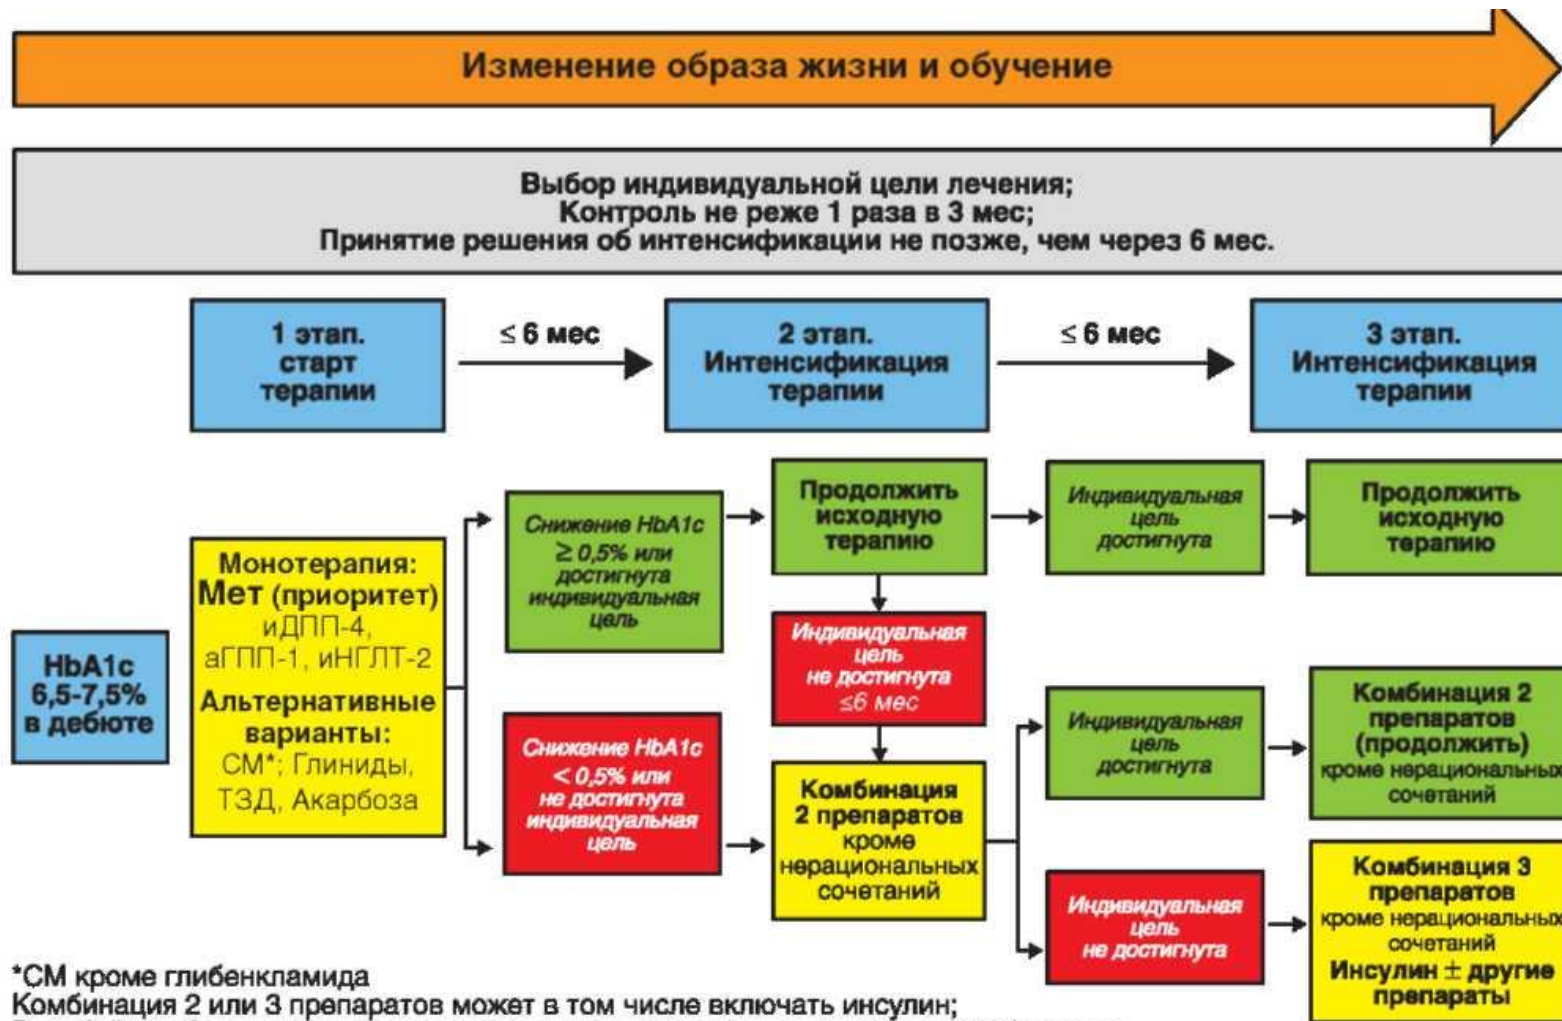 Изменение образа жизни и обучение
Выбор индивидуальной цели лечения;
Контроль не реже 1 раза в 3 мес;
Принятие решения об интенсификации не позже, чем через 6 мес.
1 этап.
старт
терапии
≤ 6 мес
2 этап.
Интенсификация
терапии
≤ 6 мес
3 этап.
Интенсификация
терапии
HbA1c
6,5-7,5%
в дебюте
Монотерапия:
Мет (приоритет)
иДПП-4,
аГПП-1, иНГЛТ-2
Альтернативные
варианты:
СМ*; Глиниды,
ТЗД, Акарбоза
Снижение HbA1c
≥ 0,5% или
достигнута
индивидуальная
цель
Продолжить
исходную
терапию
Индивидуальная
цель
достигнута
Продолжить
исходную
терапию
Индивидуальная
цель
не достигнута
≤6 мес
Снижение HbA1c
< 0,5% или
не достигнута
индивидуальная
цель
Комбинация
2 препаратов
кроме
нерациональных
сочетаний
Индивидуальная
цель
достигнута
Комбинация 2
препаратов
(продолжить)
кроме нерациональных
сочетаний
Индивидуальная
цель
не достигнута
Комбинация 3
препаратов
кроме нерациональных
сочетаний
Инсулин ± другие
препараты
*СМ кроме глибенкламида
Комбинация 2 или 3 препаратов может в том числе включать инсулин;